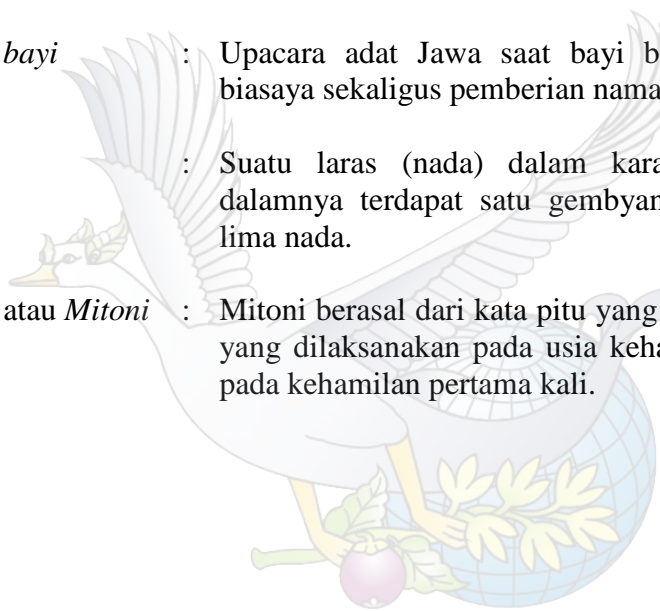 bayi : Upacara adat Jawa saat bayi b
biasaya sekaligus pemberian nama
: Suatu laras (nada) dalam kara
dalamnya terdapat satu gembyan
lima nada.
atau Mitoni : Mitoni berasal dari kata pitu yang
yang dilaksanakan pada usia keha
pada kehamilan pertama kali.